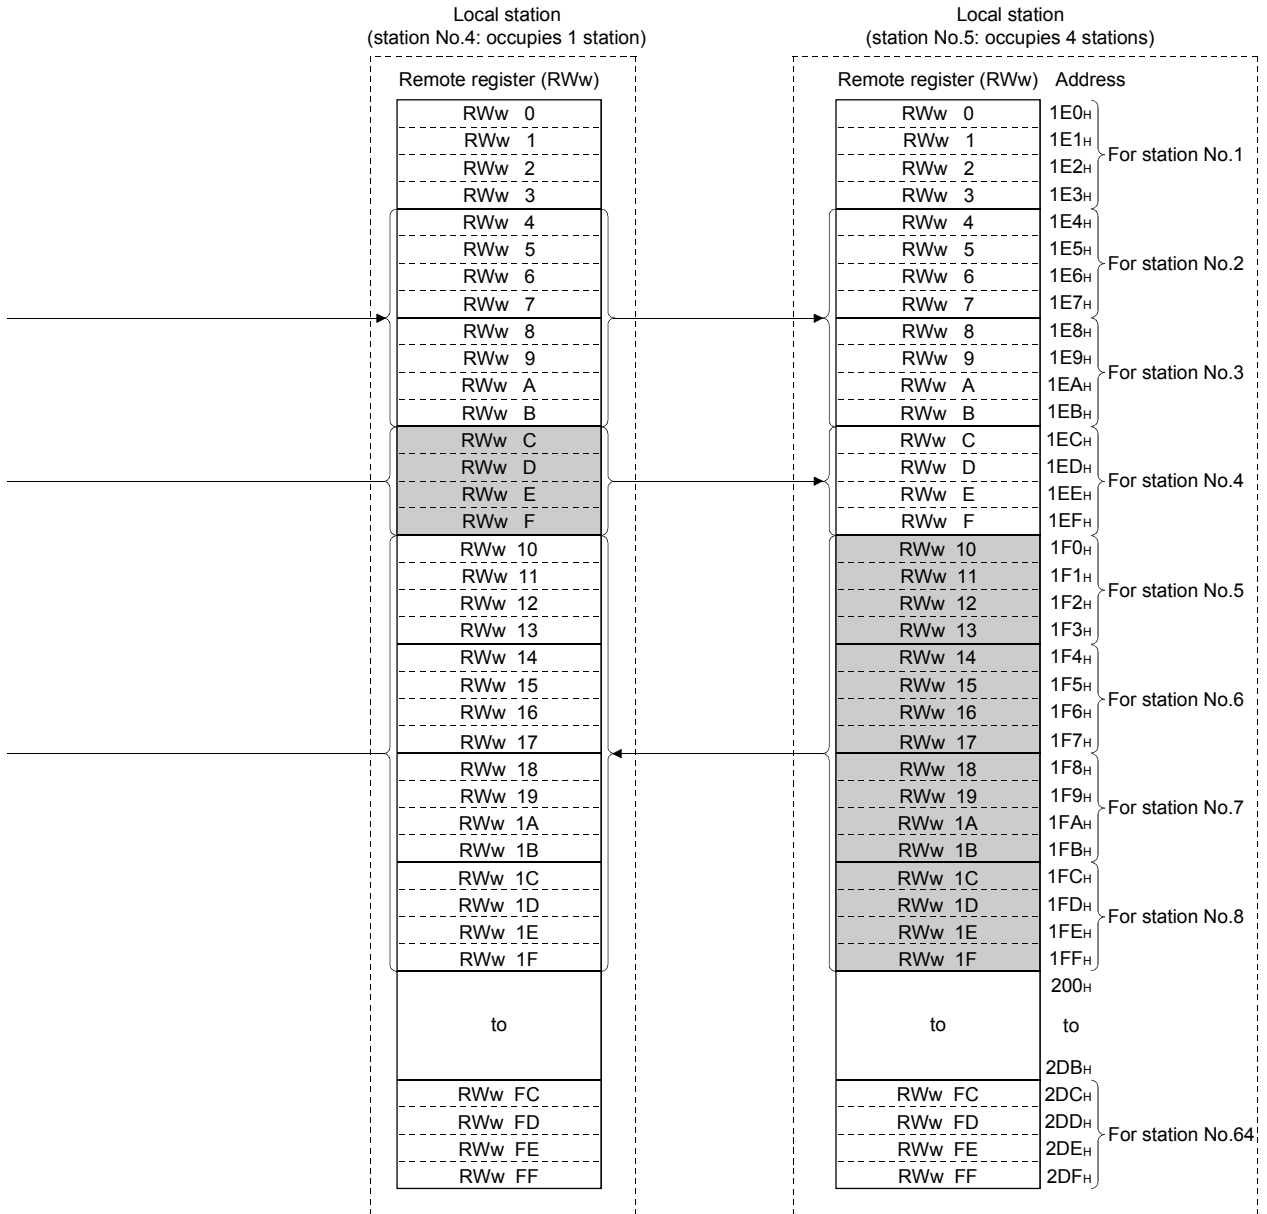 Local station
(station No.4: occupies 1 station)
Remote register (RWw)
RWw 0
RWw 1
RWw 2
RWw 3
RWw 4
RWw 5
RWw 6
RWw 7
RWw 8
RWw 9
RWw A
RWw B
RWw C
RWw D
RWw E
RWw F
RWw 10
RWw 11
RWw 12
RWw 13
RWw 14
RWw 15
RWw 16
RWw 17
RWw 18
RWw 19
RWw 1A
RWw 1B
RWw 1C
RWw 1D
RWw 1E
RWw 1F
to
RWw FC
RWw FD
RWw FE
RWw FF
Local station
(station No.5: occupies 4 stations)
Remote register (RWw) Address
RWw 0 1E0H
RWw 1 1E1H
For station No.1
RWw 2 1E2H
RWw 3 1E3H
RWw 4 1E4H
RWw 5 1E5H
For station No.2
RWw 6 1E6H
RWw 7 1E7H
RWw 8 1E8H
RWw 9 1E9H
For station No.3
RWw A 1EAH
RWw B 1EBH
RWw C 1ECH
RWw D 1EDH
For station No.4
RWw E 1EEH
RWw F 1EFH
RWw 10 1F0H
RWw 11 1F1H
For station No.5
RWw 12 1F2H
RWw 13 1F3H
RWw 14 1F4H
RWw 15 1F5H
For station No.6
RWw 16 1F6H
RWw 17 1F7H
RWw 18 1F8H
RWw 19 1F9H
For station No.7
RWw 1A 1FAH
RWw 1B 1FBH
RWw 1C 1FCH
RWw 1D 1FDH
For station No.8
RWw 1E 1FEH
RWw 1F 1FFH
200H
to to
2DBH
RWw FC 2DCH
RWw FD 2DDH
For station No.64
RWw FE 2DEH
RWw FF 2DFH